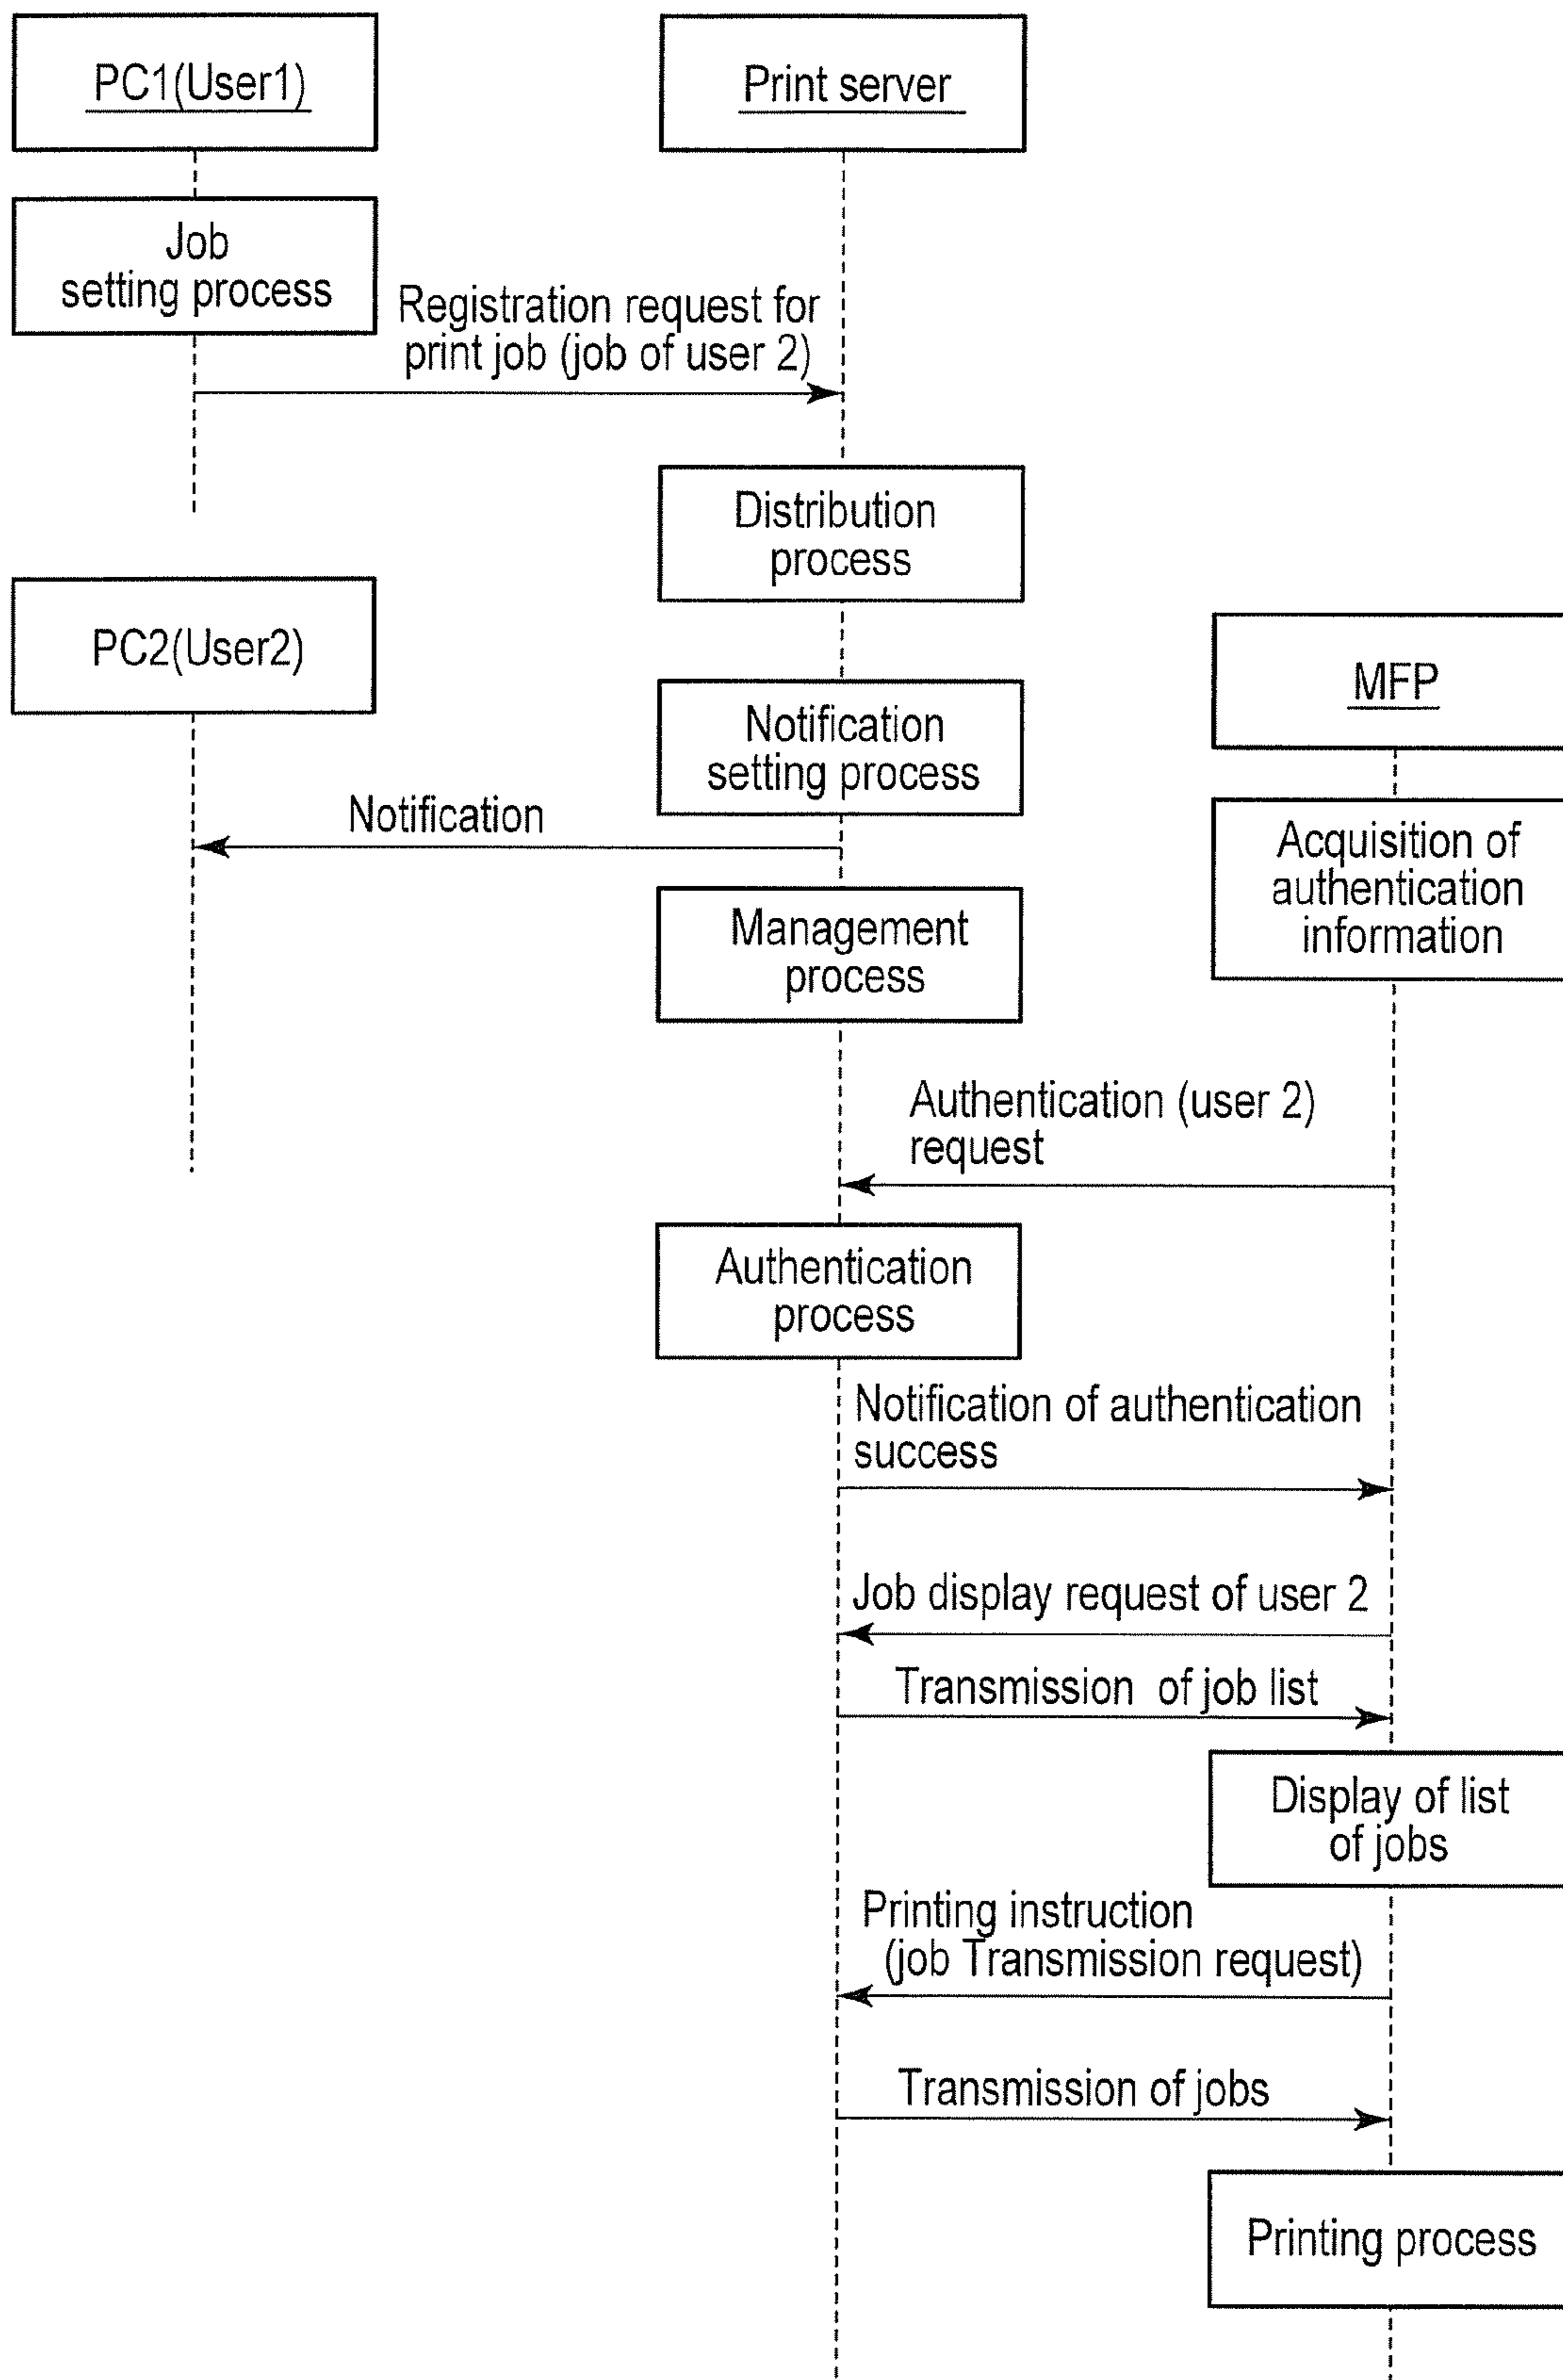 PC1(User1)
Print server
Job
setting process
Registration request for
print job (job of user 2)
Distribution
process
PC2(User2)
MFP
Notification
setting process
Notification
Acquisition of
authentication
information
Management
process
Authentication (user 2)
request
Authentication
process
Notification of authentication
success
Job display request of user 2
Transmission of job list
Display of list
of jobs
Printing instruction
(job Transmission request)
Transmission of jobs
Printing process